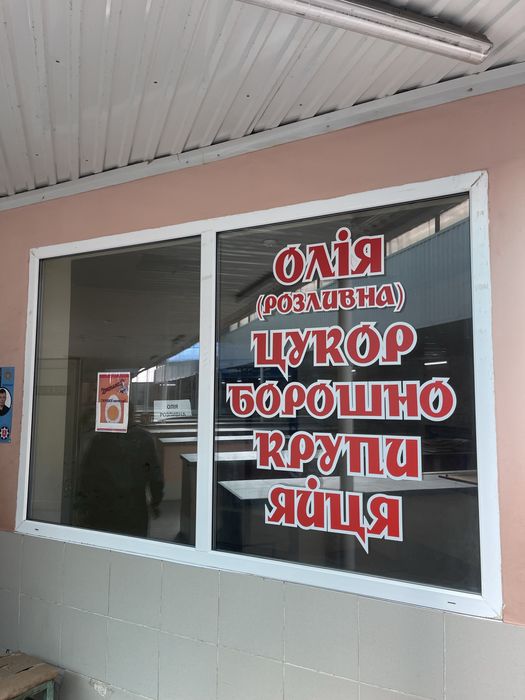 ОЛІЯ
(РОЗЛИВНА)
ЦУКОР
БОРОШНО
КРУПИ
ЯЙЦЯ
ОЛІЯ
РОЗЛИВНА